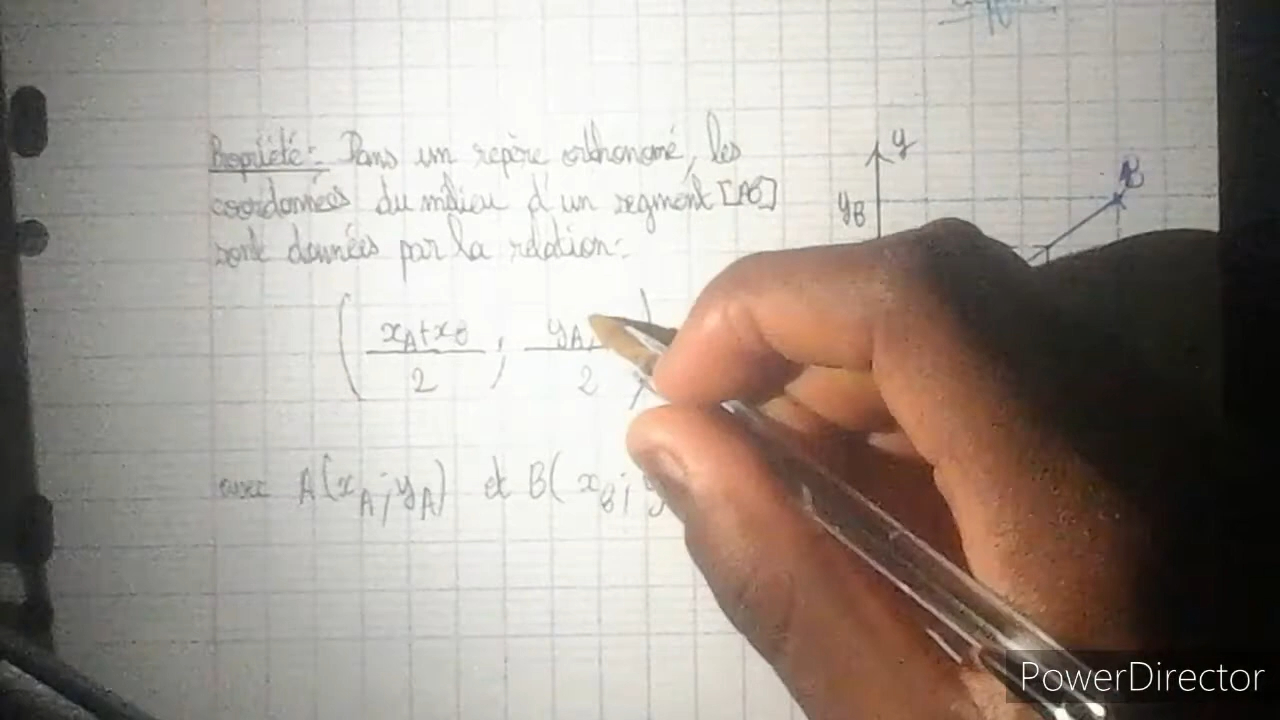 Propriété: Dans un repère orthonomé, les
coordonnées du milieu d'un segment [AB]
sont données par la relation:
( xA+xB / 2 ; yA / 2 )
avec A(xA; yA) et B( xB; y
y
B
yB
PowerDirector